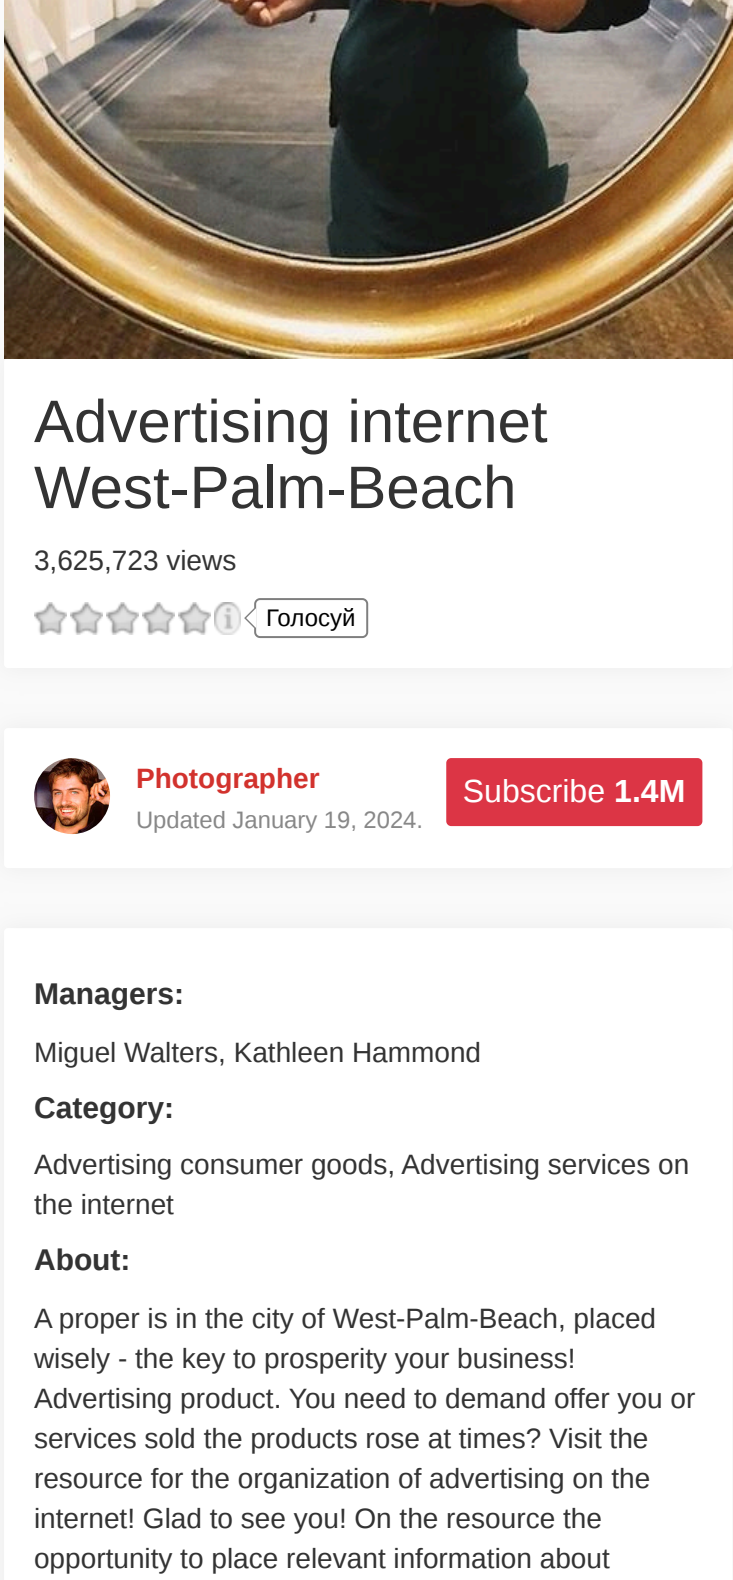 Advertising internet
West-Palm-Beach
3,625,723 views
Голосуй
Photographer
Updated January 19, 2024.
Subscribe 1.4M
Managers:
Miguel Walters, Kathleen Hammond
Category:
Advertising consumer goods, Advertising services on
the internet
About:
A proper is in the city of West-Palm-Beach, placed
wisely - the key to prosperity your business!
Advertising product. You need to demand offer you or
services sold the products rose at times? Visit the
resource for the organization of advertising on the
internet! Glad to see you! On the resource the
opportunity to place relevant information about